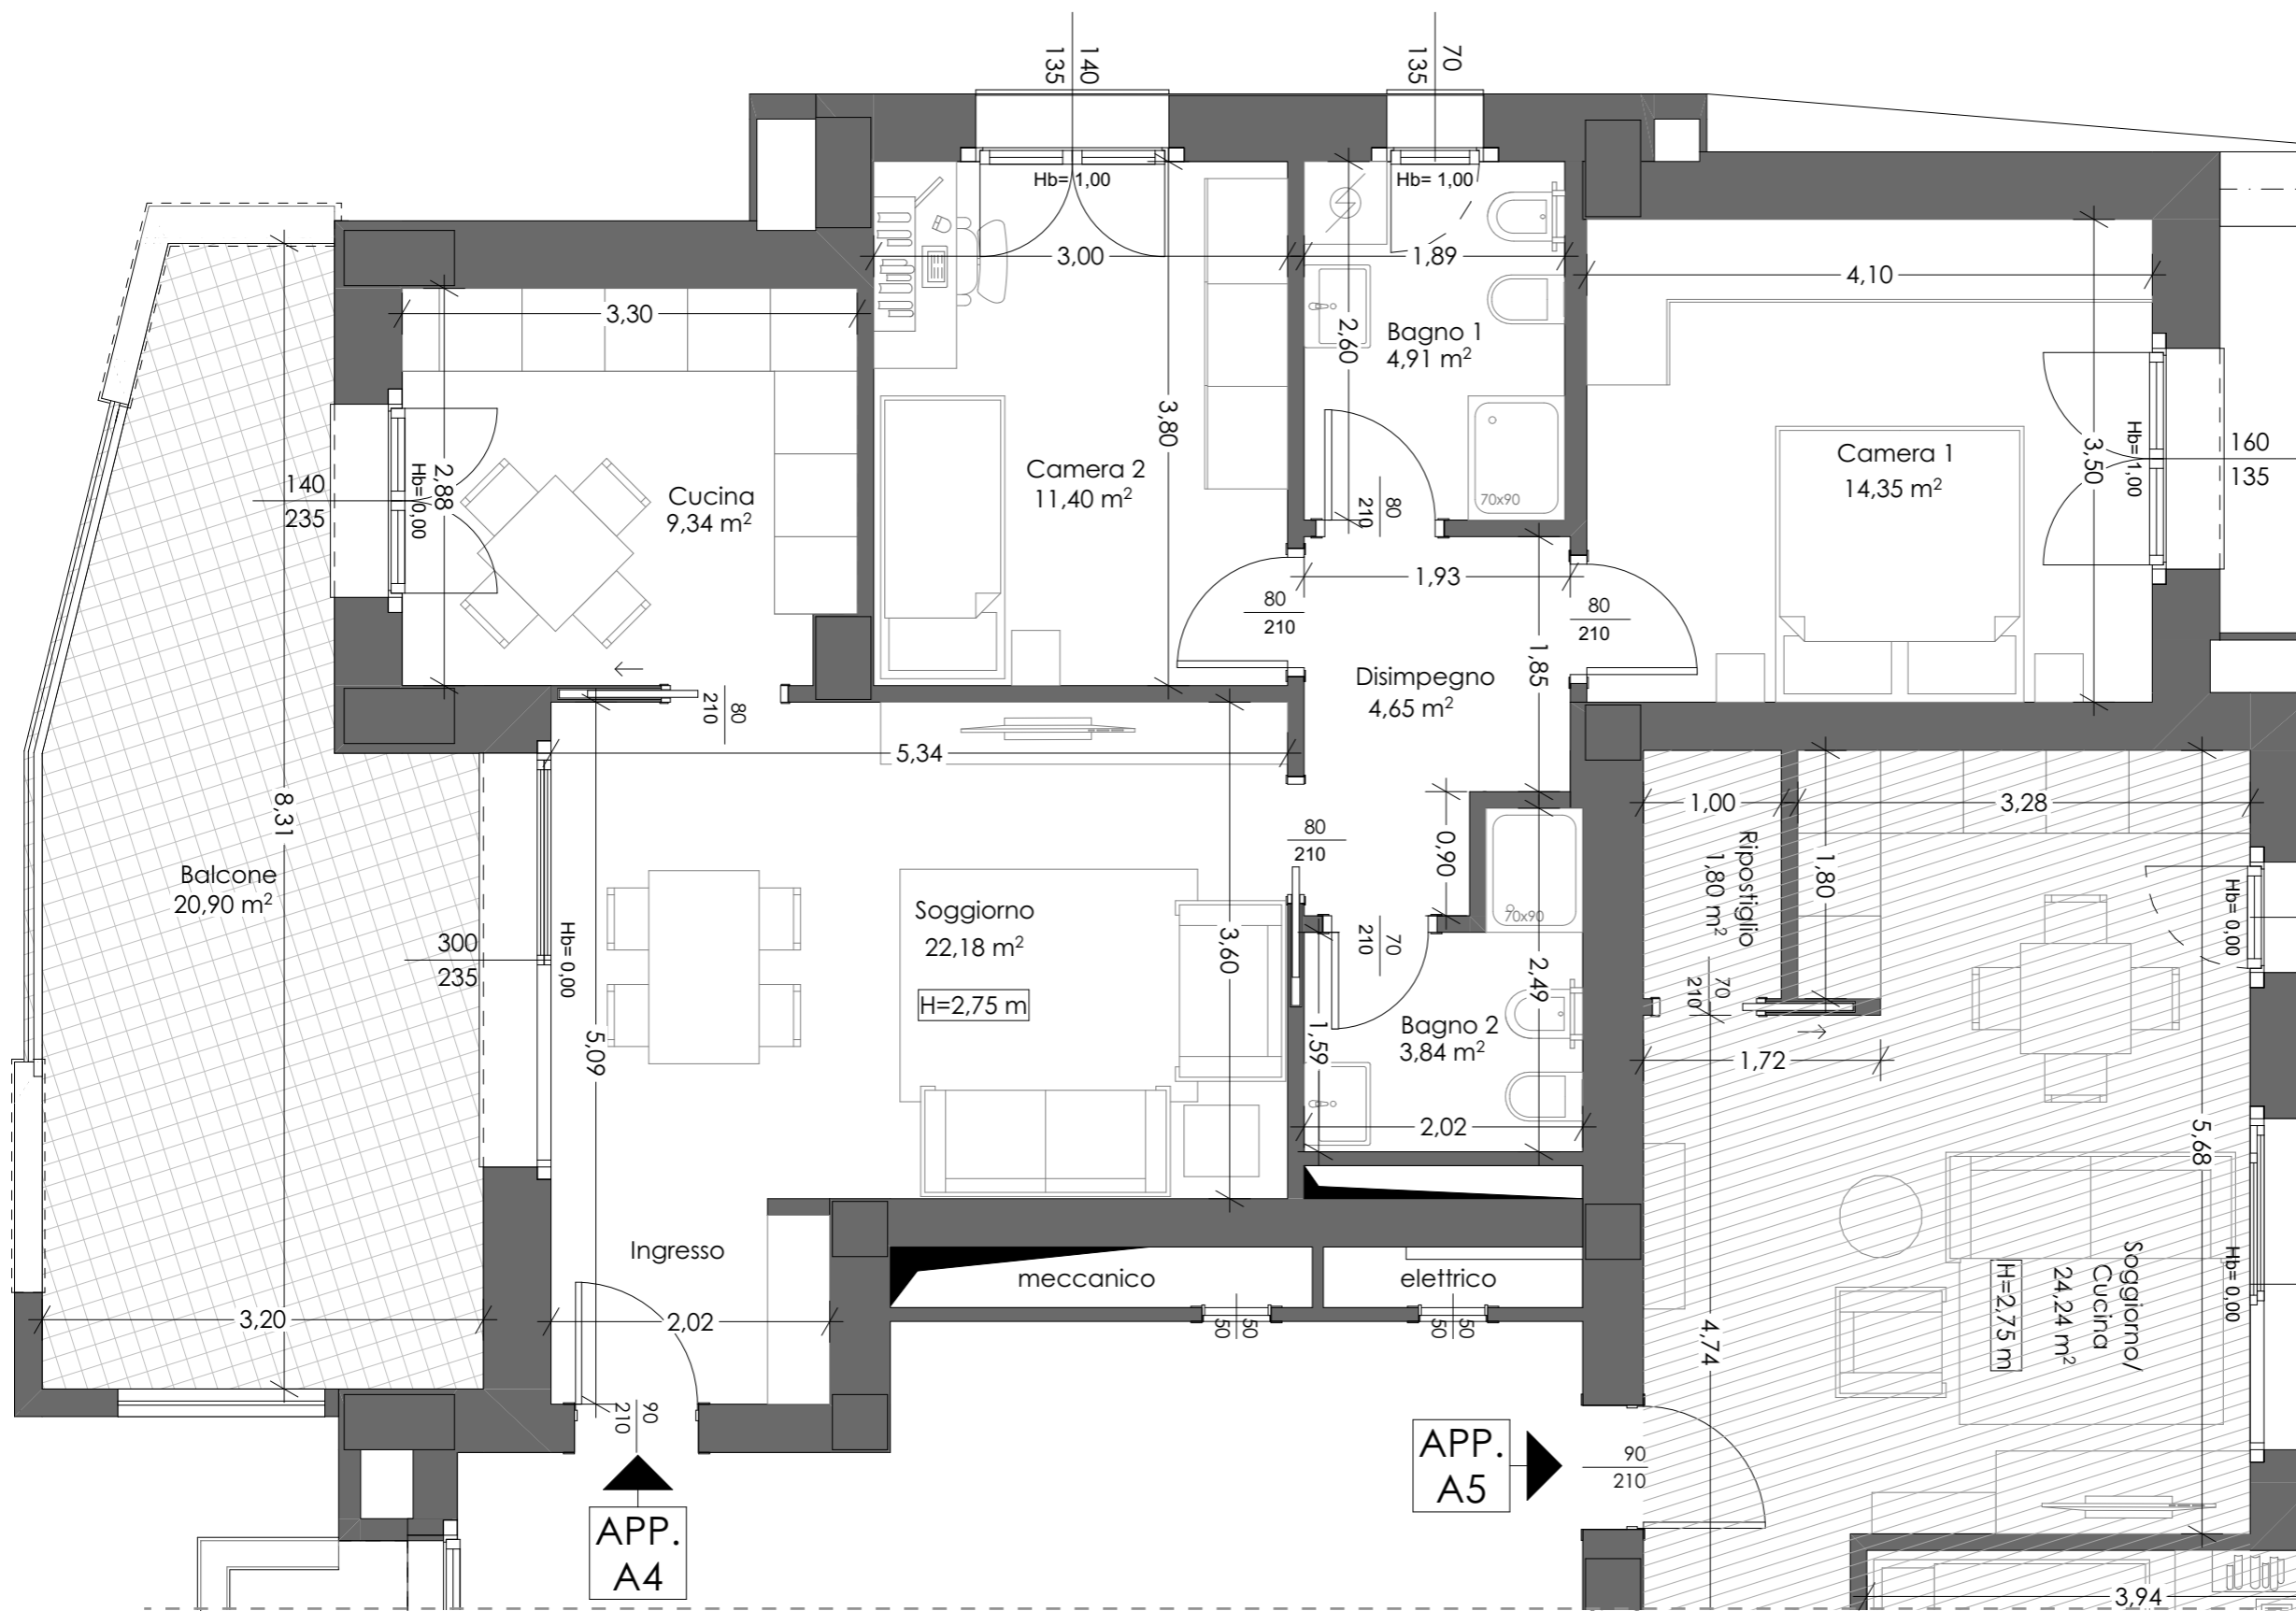 140
135
70
135
Hb= 1,00
Hb= 1,00
3,00
1,89
4,10
3,30
2,60
Bagno 1
4,91 m²
3,80
Camera 2
11,40 m²
70x90
80
210
Camera 1
14,35 m²
3,50
Hb=1,00
160
135
140
235
Hb=0,00
2,88
Cucina
9,34 m²
80
210
1,93
80
210
80
210
1,85
Disimpegno
4,65 m²
5,34
8,31
Balcone
20,90 m²
300
235
Hb= 0,00
5,09
Soggiorno
22,18 m²
H=2,75 m
3,60
80
210
0,90
70x90
70
210
2,49
1,59
Bagno 2
3,84 m²
2,02
1,00
3,28
Ripostiglio
1,80 m²
1,80
70
210
1,72
Hb= 0,00
5,68
Soggiorno/
Cucina
24,24 m²
H=2,75 m
Hb= 0,00
4,74
Ingresso
meccanico
elettrico
50
50
50
50
3,20
2,02
90
210
APP.
A4
APP.
A5
90
210
3,94